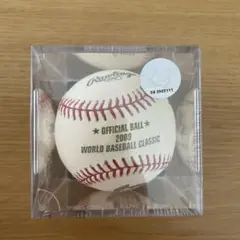 Rawlings
★ OFFICIAL BALL ★
2009
WORLD BASEBALL CLASSIC